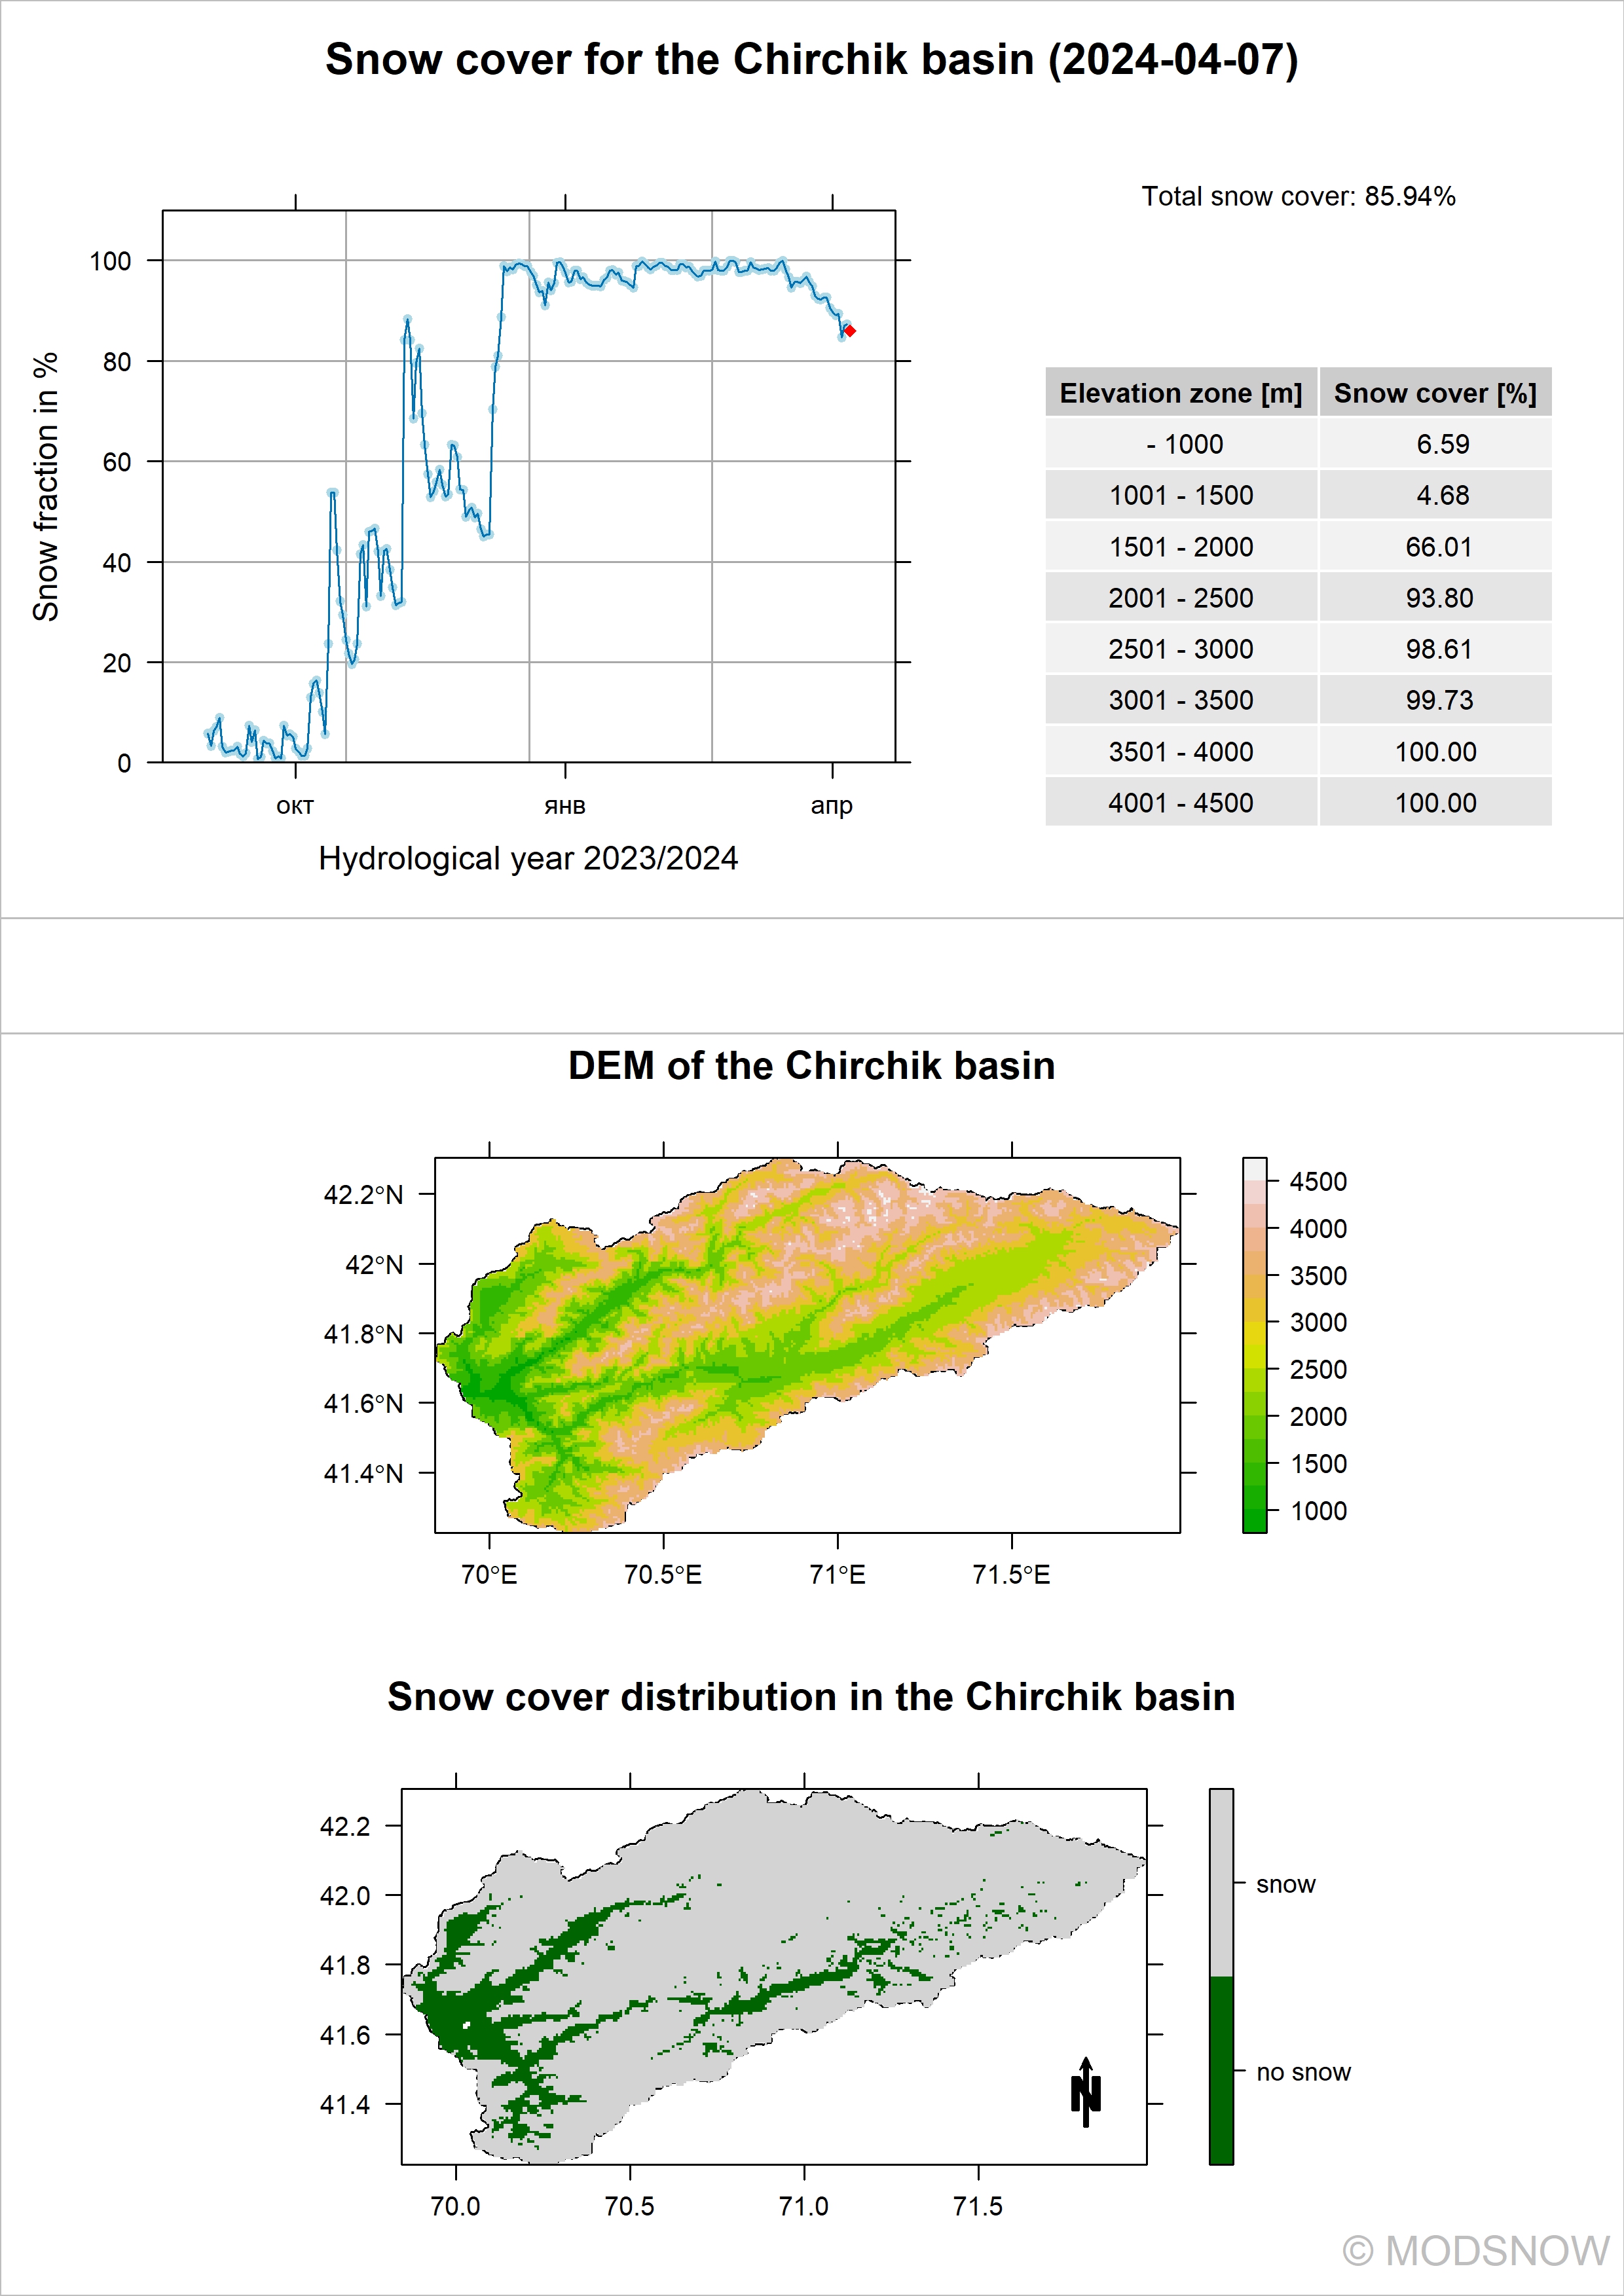 Snow cover for the Chirchik basin (2024-04-07)
Total snow cover: 85.94%
Snow fraction in %
100
80
60
40
20
0
окт янв апр
Hydrological year 2023/2024
Elevation zone [m] Snow cover [%]
- 1000 6.59
1001 - 1500 4.68
1501 - 2000 66.01
2001 - 2500 93.80
2501 - 3000 98.61
3001 - 3500 99.73
3501 - 4000 100.00
4001 - 4500 100.00
DEM of the Chirchik basin
42.2°N
42°N
41.8°N
41.6°N
41.4°N
70°E 70.5°E 71°E 71.5°E
4500
4000
3500
3000
2500
2000
1500
1000
Snow cover distribution in the Chirchik basin
42.2
42.0
41.8
41.6
41.4
70.0 70.5 71.0 71.5
N
snow
no snow
© MODSNOW